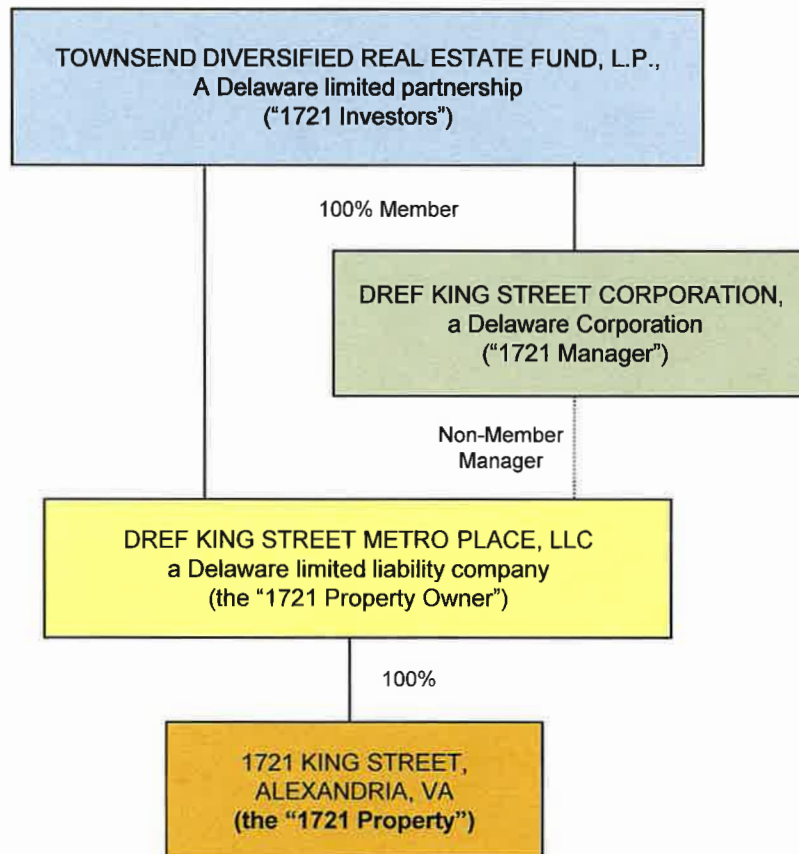 TOWNSEND DIVERSIFIED REAL ESTATE FUND, L.P.,
A Delaware limited partnership
(“1721 Investors”)
100% Member
DREF KING STREET CORPORATION,
a Delaware Corporation
(“1721 Manager”)
Non-Member
Manager
DREF KING STREET METRO PLACE, LLC
a Delaware limited liability company
(the “1721 Property Owner”)
100%
1721 KING STREET,
ALEXANDRIA, VA
(the “1721 Property”)